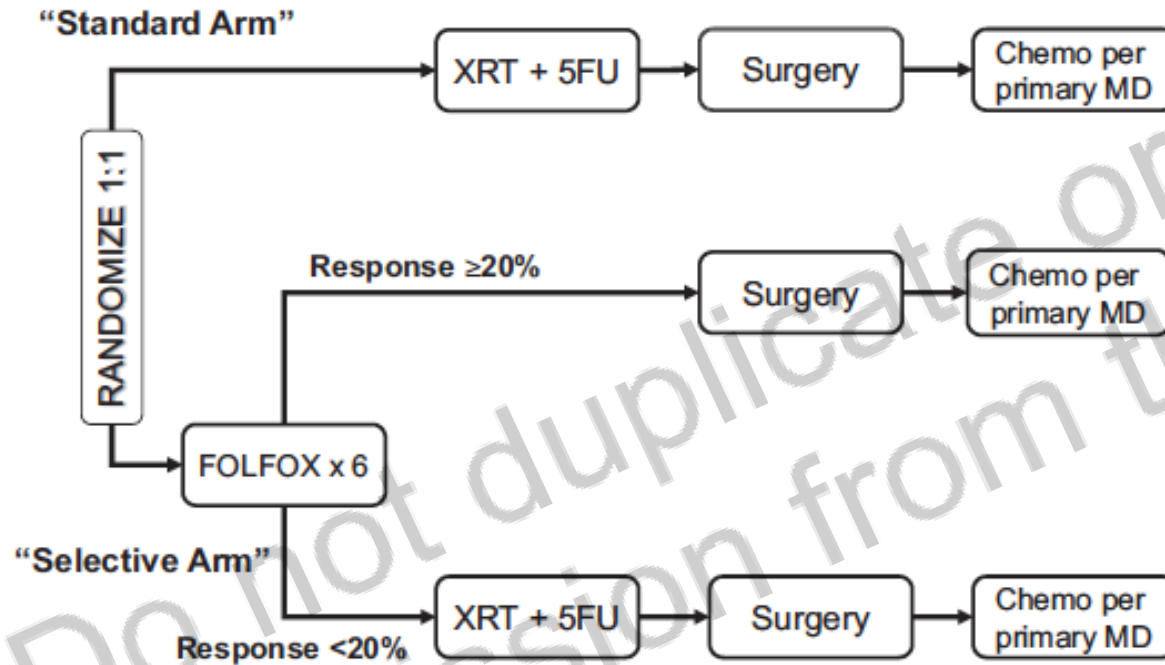 “Standard Arm”
XRT + 5FU
Surgery
Chemo per
primary MD
RANDOMIZE 1:1
Response ≥20%
Surgery
Chemo per
primary MD
FOLFOX x 6
“Selective Arm”
Response <20%
XRT + 5FU
Surgery
Chemo per
primary MD
Do not duplicate or
from